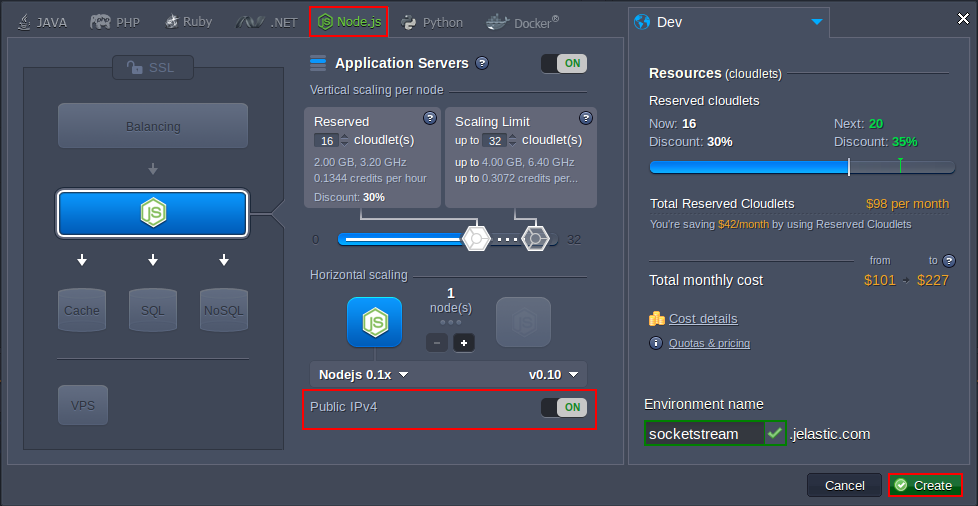 JAVA PHP Ruby .NET Node.js Python Docker®
Dev
SSL
Balancing
JS
Cache SQL NoSQL
VPS
Application Servers ? ON
Vertical scaling per node
Reserved ?
16 cloudlet(s)
2.00 GB, 3.20 GHz
0.1344 credits per hour
Discount: 30%
Scaling Limit ?
up to 32 cloudlet(s)
up to 4.00 GB, 6.40 GHz
up to 0.3072 credits per...
0 32
Horizontal scaling
1
node(s)
JS JS
− +
Nodejs 0.1x v0.10
Public IPv4 ON
Resources (cloudlets)
Reserved cloudlets
Now: 16 Next: 20
Discount: 30% Discount: 35%
Total Reserved Cloudlets $98 per month
You're saving $42/month by using Reserved Cloudlets
from to ?
Total monthly cost $101 $227
Cost details
Quotas & pricing
Environment name
socketstream .jelastic.com
Cancel Create